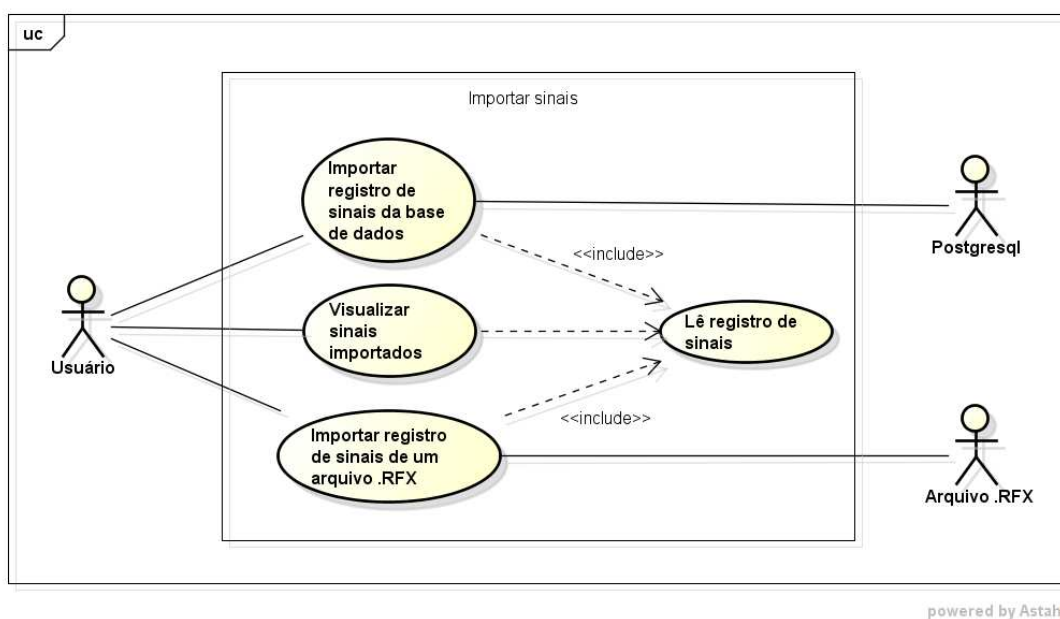 uc
Importar sinais
Importar
registro de
sinais da base
de dados
<<include>>
Postgresql
Visualizar
sinais
importados
Lê registro de
sinais
Usuário
<<include>>
Importar registro
de sinais de um
arquivo .RFX
Arquivo .RFX
powered by Astah